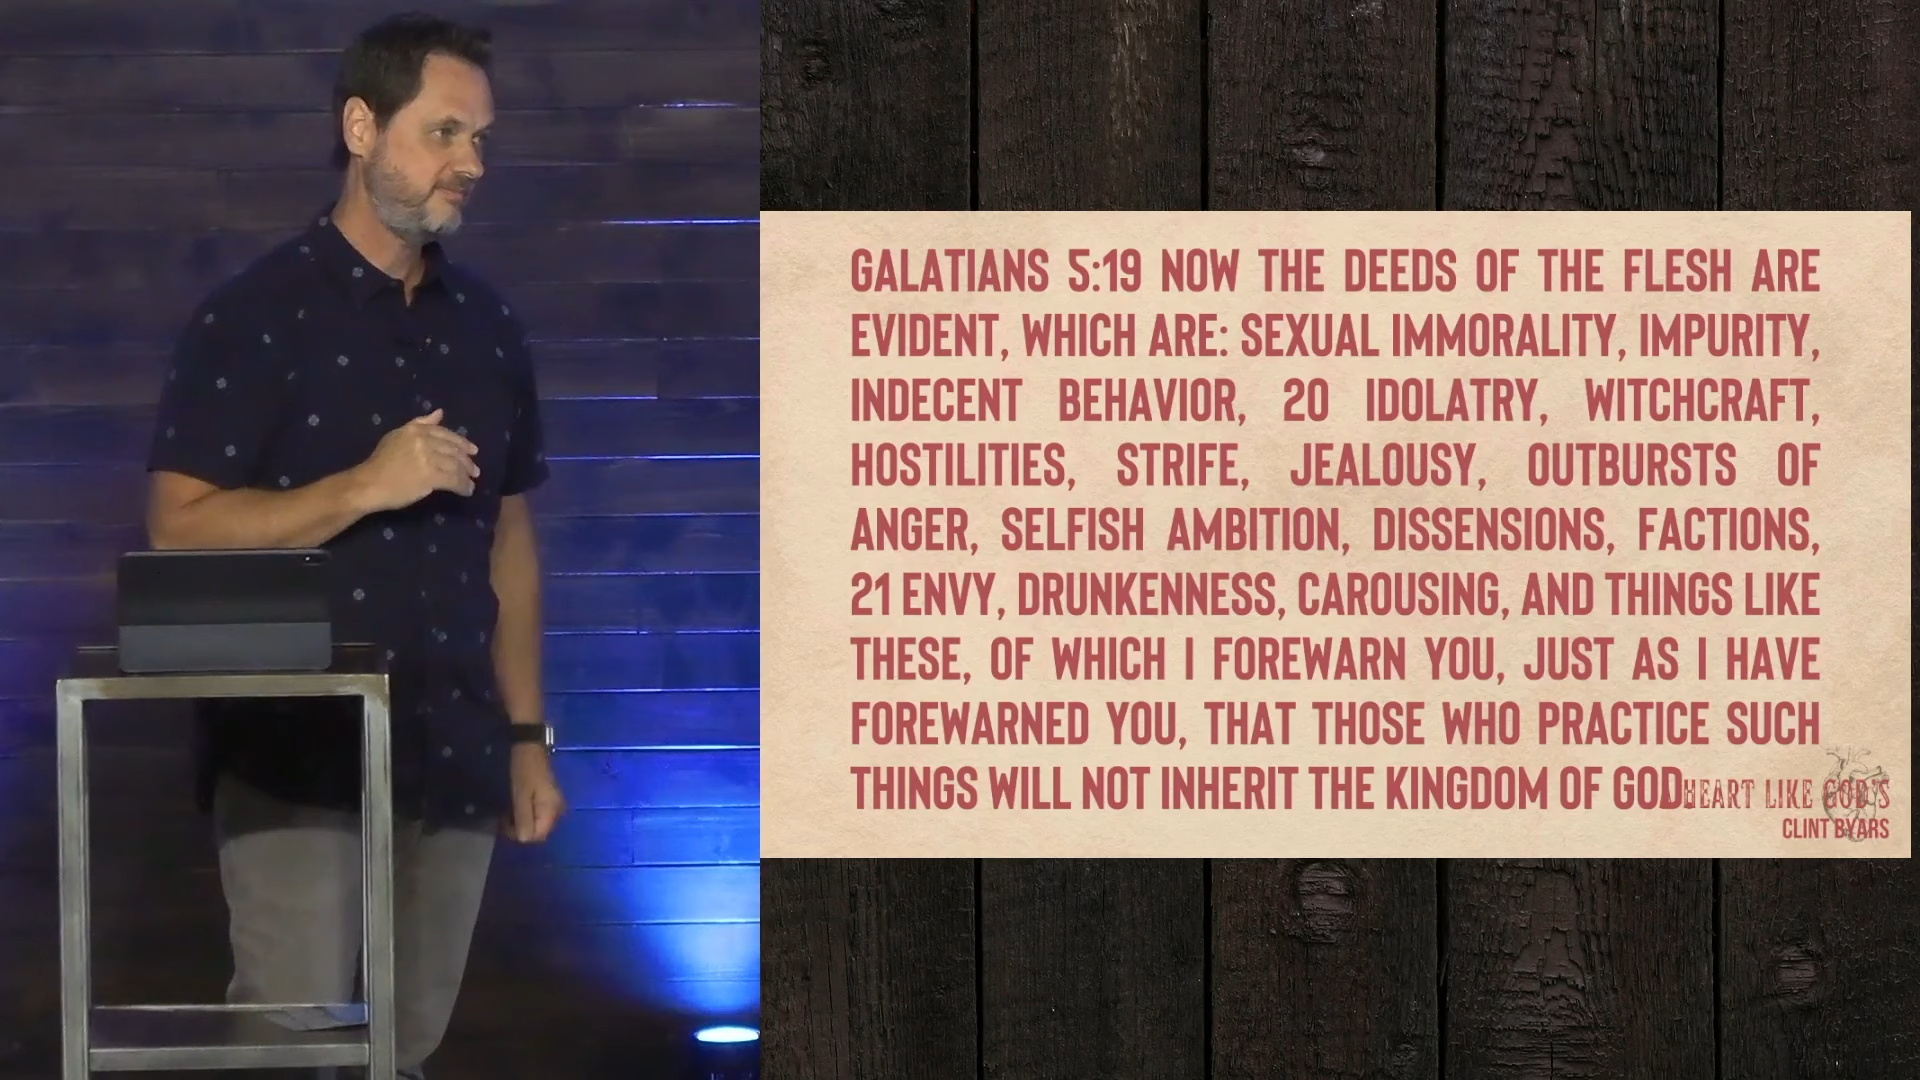 GALATIANS 5:19 NOW THE DEEDS OF THE FLESH ARE
EVIDENT, WHICH ARE: SEXUAL IMMORALITY, IMPURITY,
INDECENT BEHAVIOR, 20 IDOLATRY, WITCHCRAFT,
HOSTILITIES, STRIFE, JEALOUSY, OUTBURSTS OF
ANGER, SELFISH AMBITION, DISSENSIONS, FACTIONS,
21 ENVY, DRUNKENNESS, CAROUSING, AND THINGS LIKE
THESE, OF WHICH I FOREWARN YOU, JUST AS I HAVE
FOREWARNED YOU, THAT THOSE WHO PRACTICE SUCH
THINGS WILL NOT INHERIT THE KINGDOM OF GOD
A HEART LIKE GOD'S
CLINT BYARS